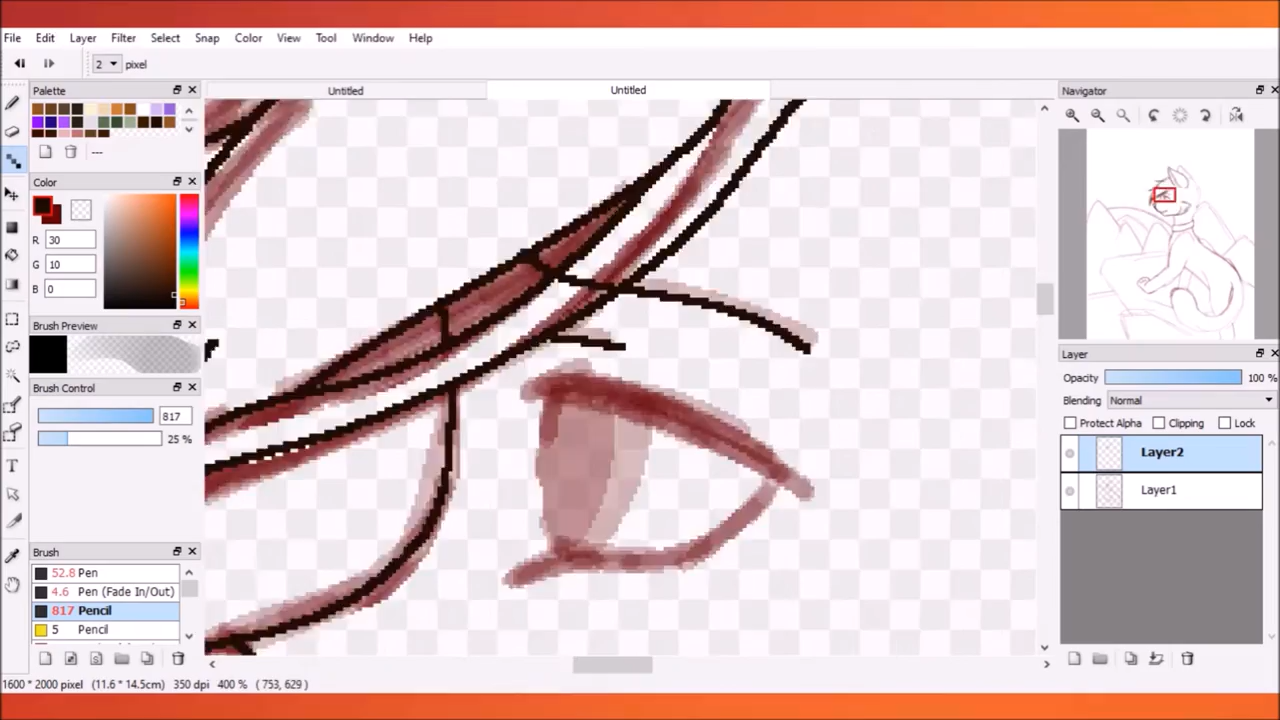 File Edit Layer Filter Select Snap Color View Tool Window Help
2 pixel
Palette
Untitled
Untitled
Navigator
---
Color
R 30
G 10
B 0
Brush Preview
Brush Control
817
25 %
Layer
Opacity 100 %
Blending Normal
Protect Alpha Clipping Lock
Layer2
Layer1
Brush
52.8 Pen
4.6 Pen (Fade In/Out)
817 Pencil
5 Pencil
1600 * 2000 pixel (11.6 * 14.5cm) 350 dpi 400 % ( 753, 629 )